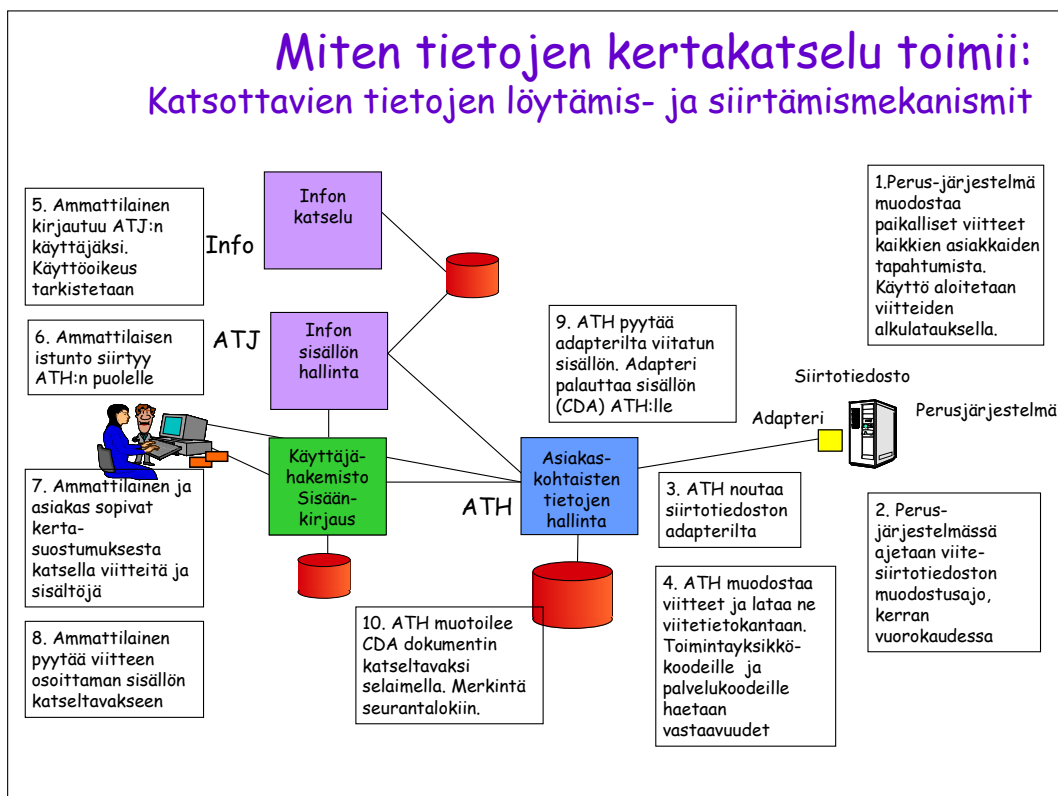 Miten tietojen kertakatselu toimii:
Katsottavien tietojen löytämis- ja siirtämismekanismit
5. Ammattilainen
kirjautuu ATJ:n
käyttäjäksi.
Käyttöoikeus
tarkistetaan
Info
Infon
katselu
1.Perus-järjestelmä
muodostaa
paikalliset viitteet
kaikkien asiakkaiden
tapahtumista.
Käyttö aloitetaan
viitteiden
alkulatauksella.
6. Ammattilaisen
istunto siirtyy
ATH:n puolelle
ATJ
Infon
sisällön
hallinta
9. ATH pyytää
adapterilta viitatun
sisällön. Adapteri
palauttaa sisällön
(CDA) ATH:lle
Siirtotiedosto
Adapteri
Perusjärjestelmä
7. Ammattilainen ja
asiakas sopivat
kerta-
suostumuksesta
katsella viitteitä ja
sisältöjä
Käyttäjä-
hakemisto
Sisään-
kirjaus
ATH
Asiakas-
kohtaisten
tietojen
hallinta
3. ATH noutaa
siirtotiedoston
adapterilta
2. Perus-
järjestelmässä
ajetaan viite-
siirtotiedoston
muodostusajo,
kerran
vuorokaudessa
8. Ammattilainen
pyytää viitteen
osoittaman sisällön
katseltavakseen
10. ATH muotoilee
CDA dokumentin
katseltavaksi
selaimella. Merkintä
seurantalokiin.
4. ATH muodostaa
viitteet ja lataa ne
viitetietokantaan.
Toimintayksikkö-
koodeille ja
palvelukoodeille
haetaan
vastaavuudet